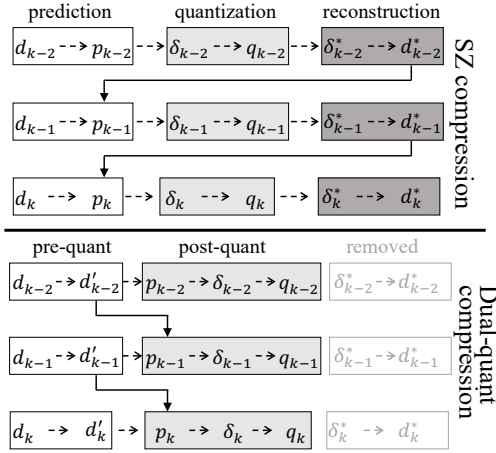 prediction quantization reconstruction
d_{k-2} p_{k-2} δ_{k-2} q_{k-2} δ*_{k-2} d*_{k-2}
d_{k-1} p_{k-1} δ_{k-1} q_{k-1} δ*_{k-1} d*_{k-1}
d_k p_k δ_k q_k δ*_k d*_k
SZ compression
pre-quant post-quant removed
d_{k-2} d′_{k-2} p_{k-2} δ_{k-2} q_{k-2} δ*_{k-2} d*_{k-2}
d_{k-1} d′_{k-1} p_{k-1} δ_{k-1} q_{k-1} δ*_{k-1} d*_{k-1}
d_k d′_k p_k δ_k q_k δ*_k d*_k
Dual-quant
compression